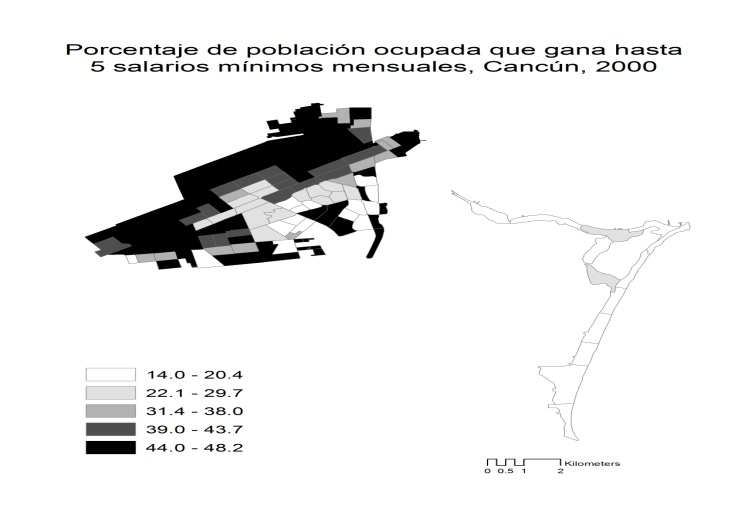 Porcentaje de población ocupada que gana hasta
5 salarios mínimos mensuales, Cancún, 2000
14.0 - 20.4
22.1 - 29.7
31.4 - 38.0
39.0 - 43.7
44.0 - 48.2
Kilometers
0 0.5 1 2